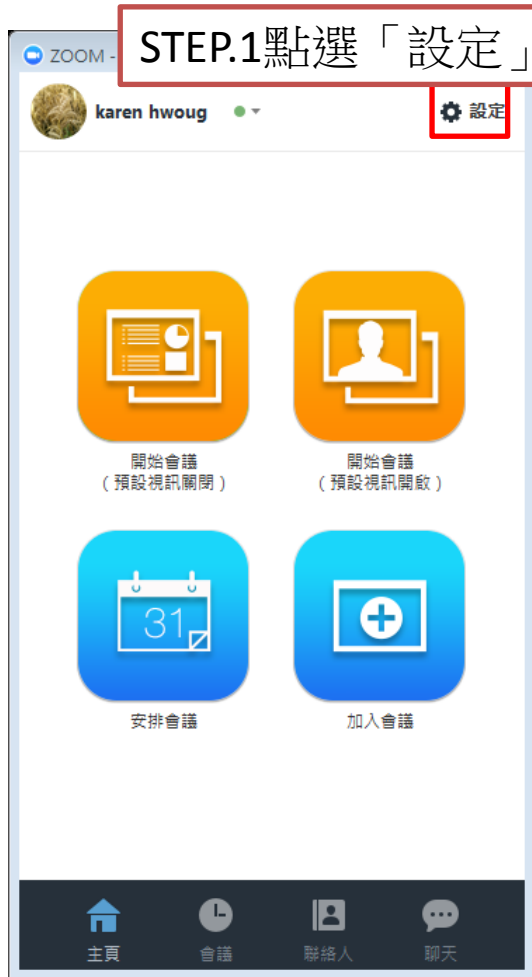 STEP.1點選「設定」
ZOOM -
karen hwoug
設定
開始會議
(預設視訊關閉)
開始會議
(預設視訊開啟)
31
安排會議
加入會議
主頁
會議
聯絡人
聊天